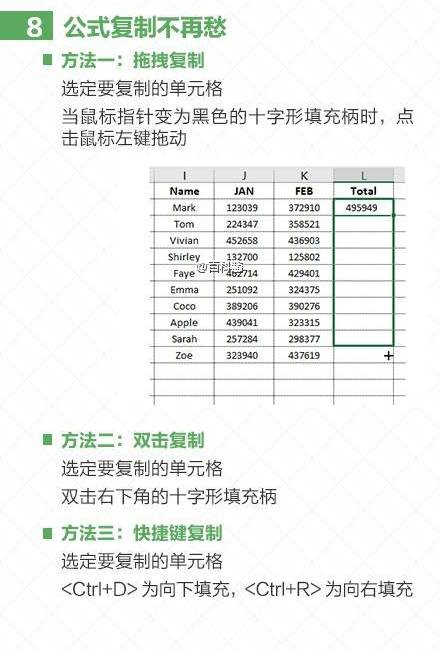 8 公式复制不再愁
方法一：拖拽复制
选定要复制的单元格
当鼠标指针变为黑色的十字形填充柄时，点
击鼠标左键拖动
I J K L
Name JAN FEB Total
Mark 123039 372910 495949
Tom 224347 358521
Vivian 452658 436903
Shirley 132700 125802
Faye 714 429401
Emma 251092 324375
Coco 389206 390276
Apple 439041 323315
Sarah 257284 298377
Zoe 323940 437619
方法二：双击复制
选定要复制的单元格
双击右下角的十字形填充柄
方法三：快捷键复制
选定要复制的单元格
<Ctrl+D>为向下填充，<Ctrl+R>为向右填充